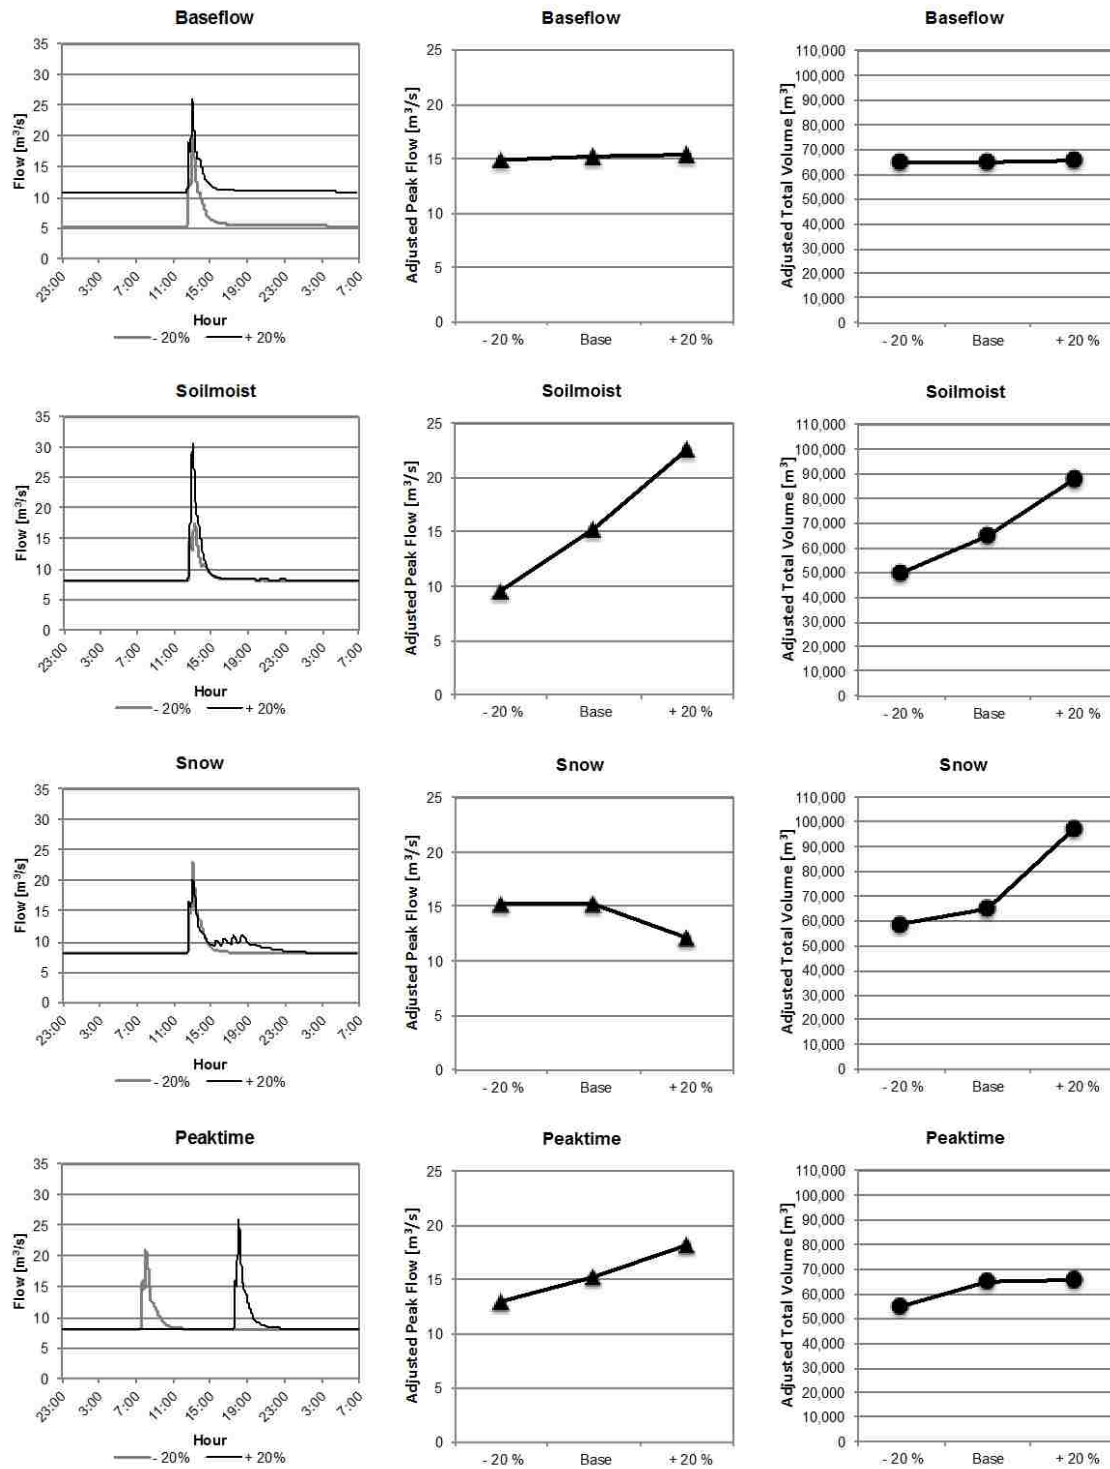 Baseflow
Flow [m³/s]
35
30
25
20
15
10
5
0
23:00 3:00 7:00 11:00 15:00 19:00 23:00 3:00 7:00
Hour
- 20% + 20%
Baseflow
Adjusted Peak Flow [m³/s]
25
20
15
10
5
0
- 20 % Base + 20 %
Baseflow
Adjusted Total Volume [m³]
110,000
100,000
90,000
80,000
70,000
60,000
50,000
40,000
30,000
20,000
10,000
0
- 20 % Base + 20 %
Soilmoist
Flow [m³/s]
35
30
25
20
15
10
5
0
23:00 3:00 7:00 11:00 15:00 19:00 23:00 3:00 7:00
Hour
- 20% + 20%
Soilmoist
Adjusted Peak Flow [m³/s]
25
20
15
10
5
0
- 20 % Base + 20 %
Soilmoist
Adjusted Total Volume [m³]
110,000
100,000
90,000
80,000
70,000
60,000
50,000
40,000
30,000
20,000
10,000
0
- 20 % Base + 20 %
Snow
Flow [m³/s]
35
30
25
20
15
10
5
0
23:00 3:00 7:00 11:00 15:00 19:00 23:00 3:00 7:00
Hour
- 20% + 20%
Snow
Adjusted Peak Flow [m³/s]
25
20
15
10
5
0
- 20 % Base + 20 %
Snow
Adjusted Total Volume [m³]
110,000
100,000
90,000
80,000
70,000
60,000
50,000
40,000
30,000
20,000
10,000
0
- 20 % Base + 20 %
Peaktime
Flow [m³/s]
35
30
25
20
15
10
5
0
23:00 3:00 7:00 11:00 15:00 19:00 23:00 3:00 7:00
Hour
- 20% + 20%
Peaktime
Adjusted Peak Flow [m³/s]
25
20
15
10
5
0
- 20 % Base + 20 %
Peaktime
Adjusted Total Volume [m³]
110,000
100,000
90,000
80,000
70,000
60,000
50,000
40,000
30,000
20,000
10,000
0
- 20 % Base + 20 %